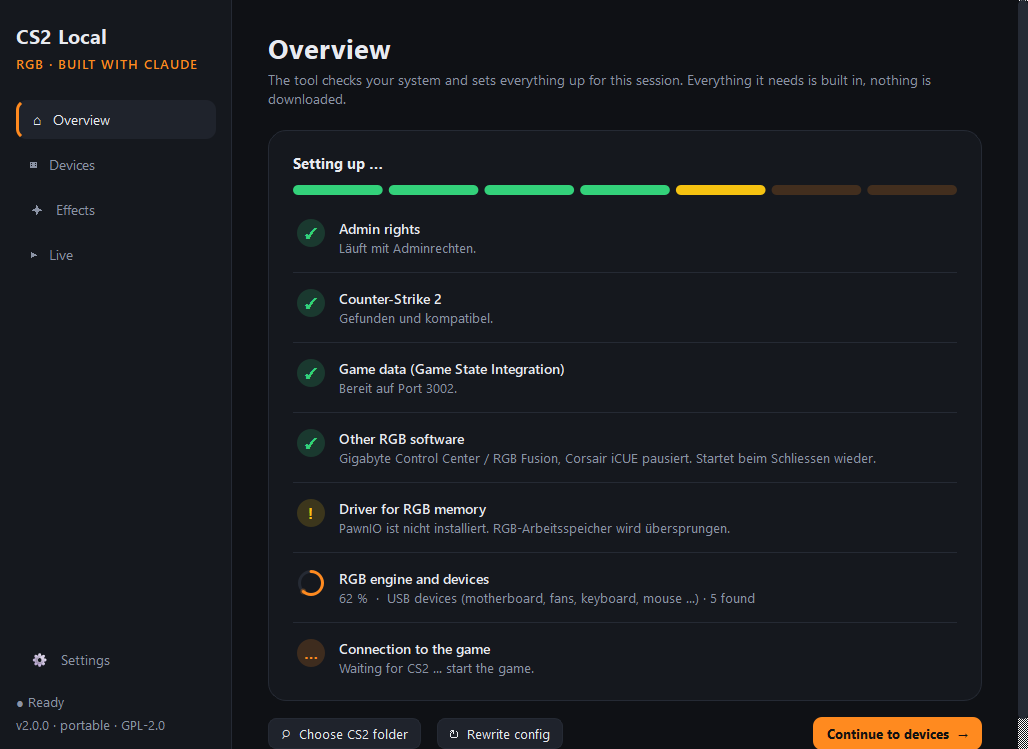 CS2 Local
RGB · BUILT WITH CLAUDE
Overview
Devices
Effects
Live
Settings
Ready
v2.0.0 · portable · GPL-2.0
Overview
The tool checks your system and sets everything up for this session. Everything it needs is built in, nothing is
downloaded.
Setting up ...
Admin rights
Läuft mit Adminrechten.
Counter-Strike 2
Gefunden und kompatibel.
Game data (Game State Integration)
Bereit auf Port 3002.
Other RGB software
Gigabyte Control Center / RGB Fusion, Corsair iCUE pausiert. Startet beim Schliessen wieder.
Driver for RGB memory
PawnIO ist nicht installiert. RGB-Arbeitsspeicher wird übersprungen.
RGB engine and devices
62 % · USB devices (motherboard, fans, keyboard, mouse ...) · 5 found
Connection to the game
Waiting for CS2 ... start the game.
Choose CS2 folder
Rewrite config
Continue to devices →